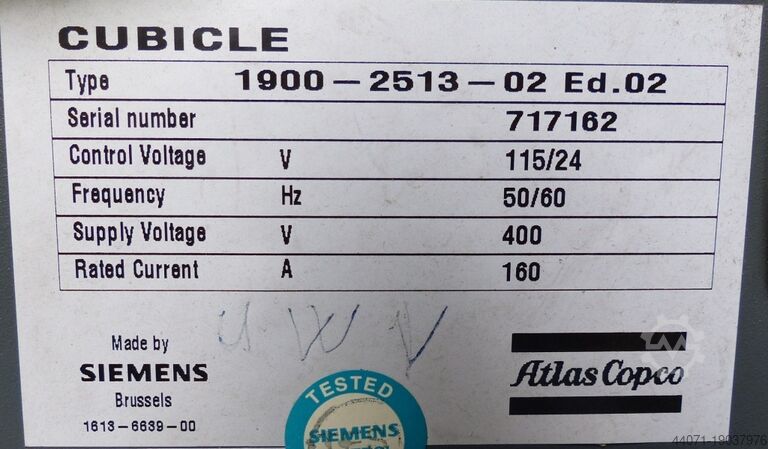 CUBICLE
Type 1900-2513-02 Ed.02
Serial number 717162
Control Voltage V 115/24
Frequency Hz 50/60
Supply Voltage V 400
Rated Current A 160
U W V
Made by
SIEMENS
Brussels
1613-6639-00
TESTED
SIEMENS
Atlas Copco
44071-19037976